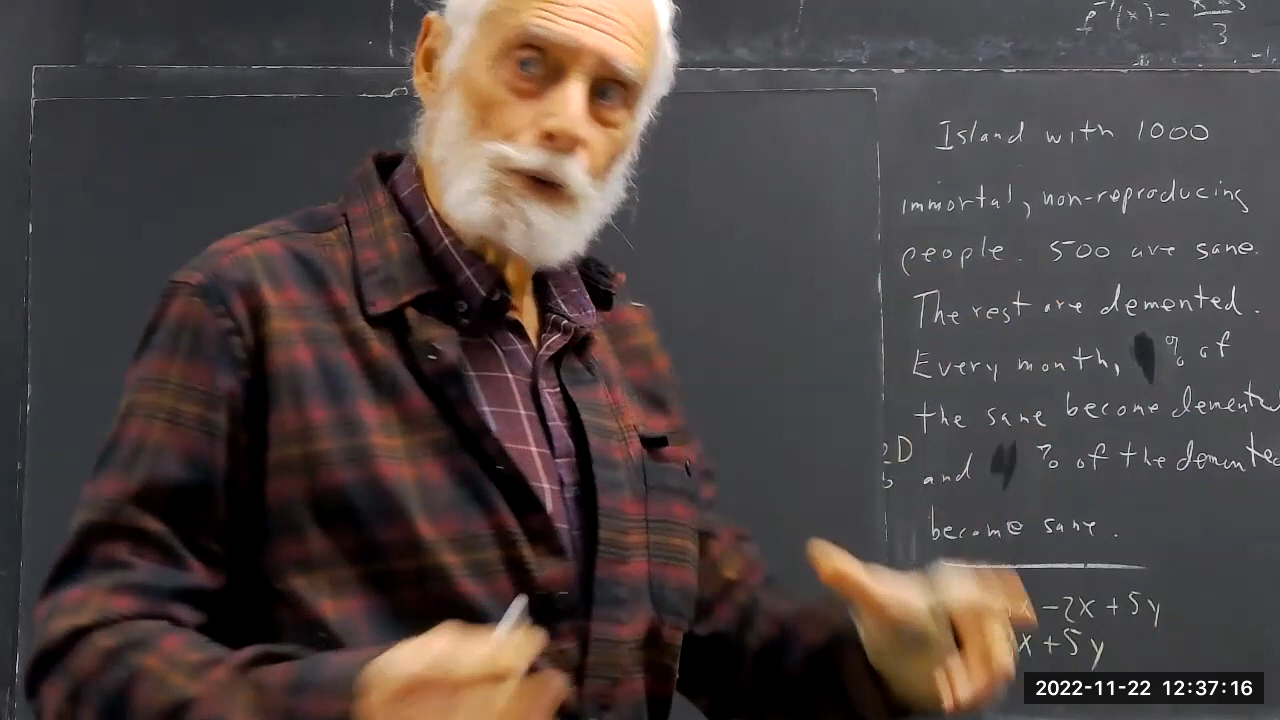 Island with 1000
immortal, non-reproducing
people. 500 are sane.
The rest are demented.
Every month, % of
the sane become demented
D
and % of the demented
become sane.
x - 2x + 5y
x + 5y
2022-11-22 12:37:16